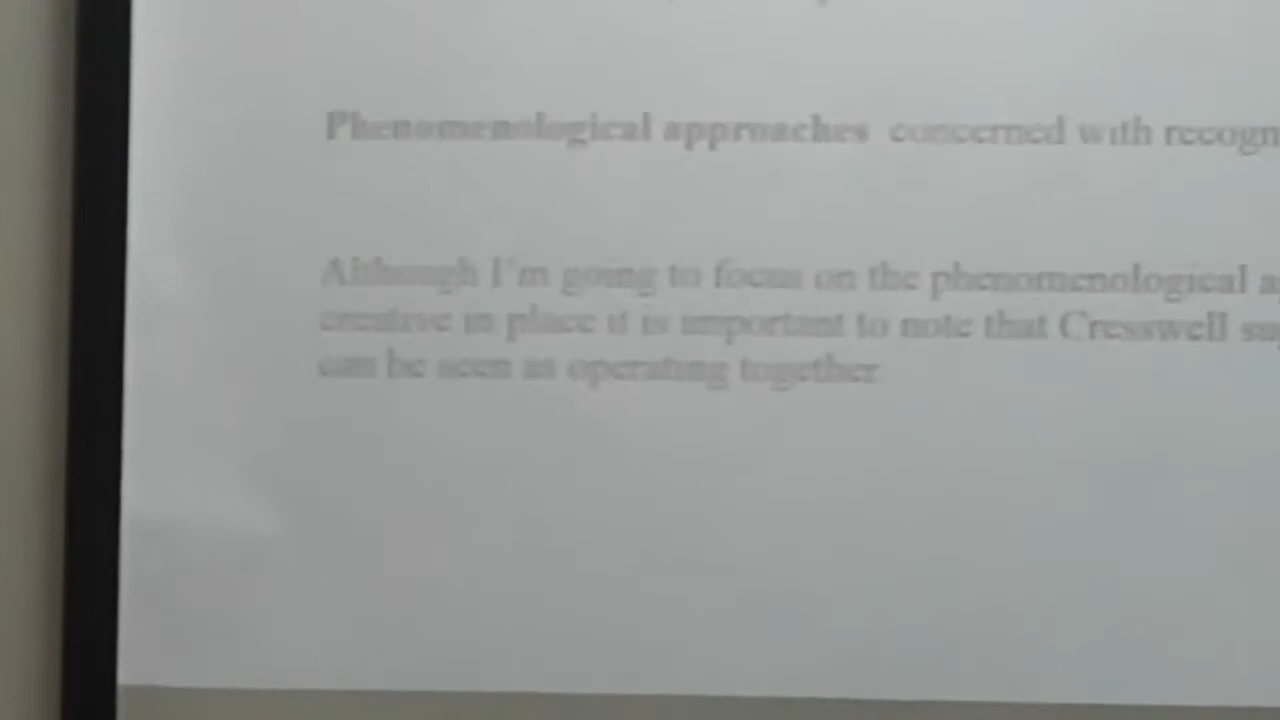 Phenomenological approaches concerned with
Although I'm going to focus on the phenomenological
creative in place it is important to note that Cresswell
can be seen as operating together